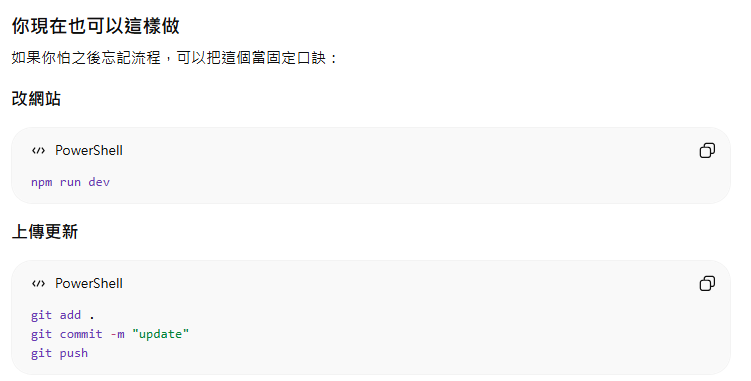 你現在也可以這樣做
如果你怕之後忘記流程，可以把這個當固定口訣：
改網站
PowerShell
npm run dev
上傳更新
PowerShell
git add .
git commit -m "update"
git push